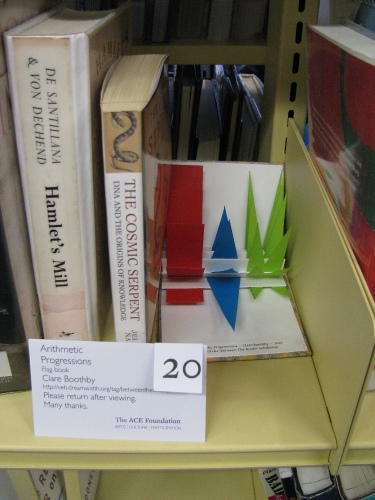 DE SANTILLANA
& VON DECHEND
Hamlet's Mill
THE COSMIC SERPENT
DNA AND THE ORIGINS OF KNOWLEDGE
Arithmetic
Progressions
Flag book
Clare Boothby
Please return after viewing.
Many thanks.
20
The ACE Foundation